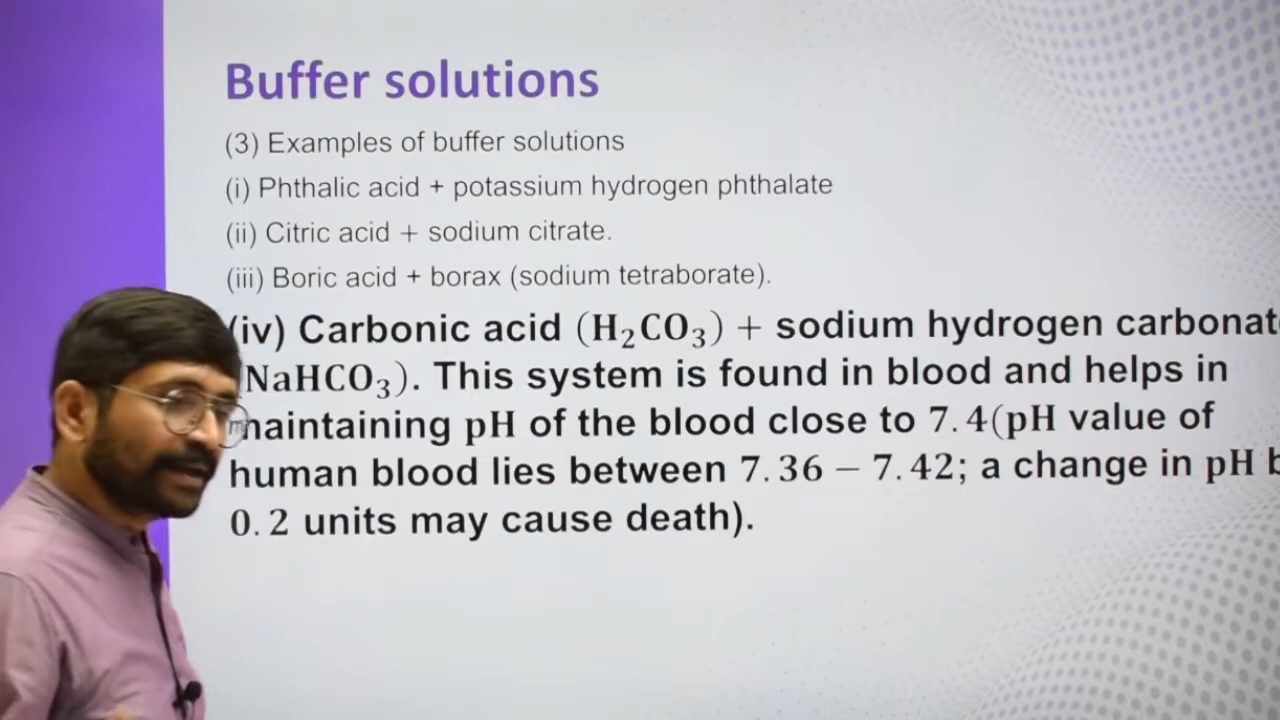 Buffer solutions
(3) Examples of buffer solutions
(i) Phthalic acid + potassium hydrogen phthalate
(ii) Citric acid + sodium citrate.
(iii) Boric acid + borax (sodium tetraborate).
(iv) Carbonic acid (H₂CO₃) + sodium hydrogen carbonat
NaHCO₃). This system is found in blood and helps in
maintaining pH of the blood close to 7.4(pH value of
human blood lies between 7.36 – 7.42; a change in pH b
0.2 units may cause death).